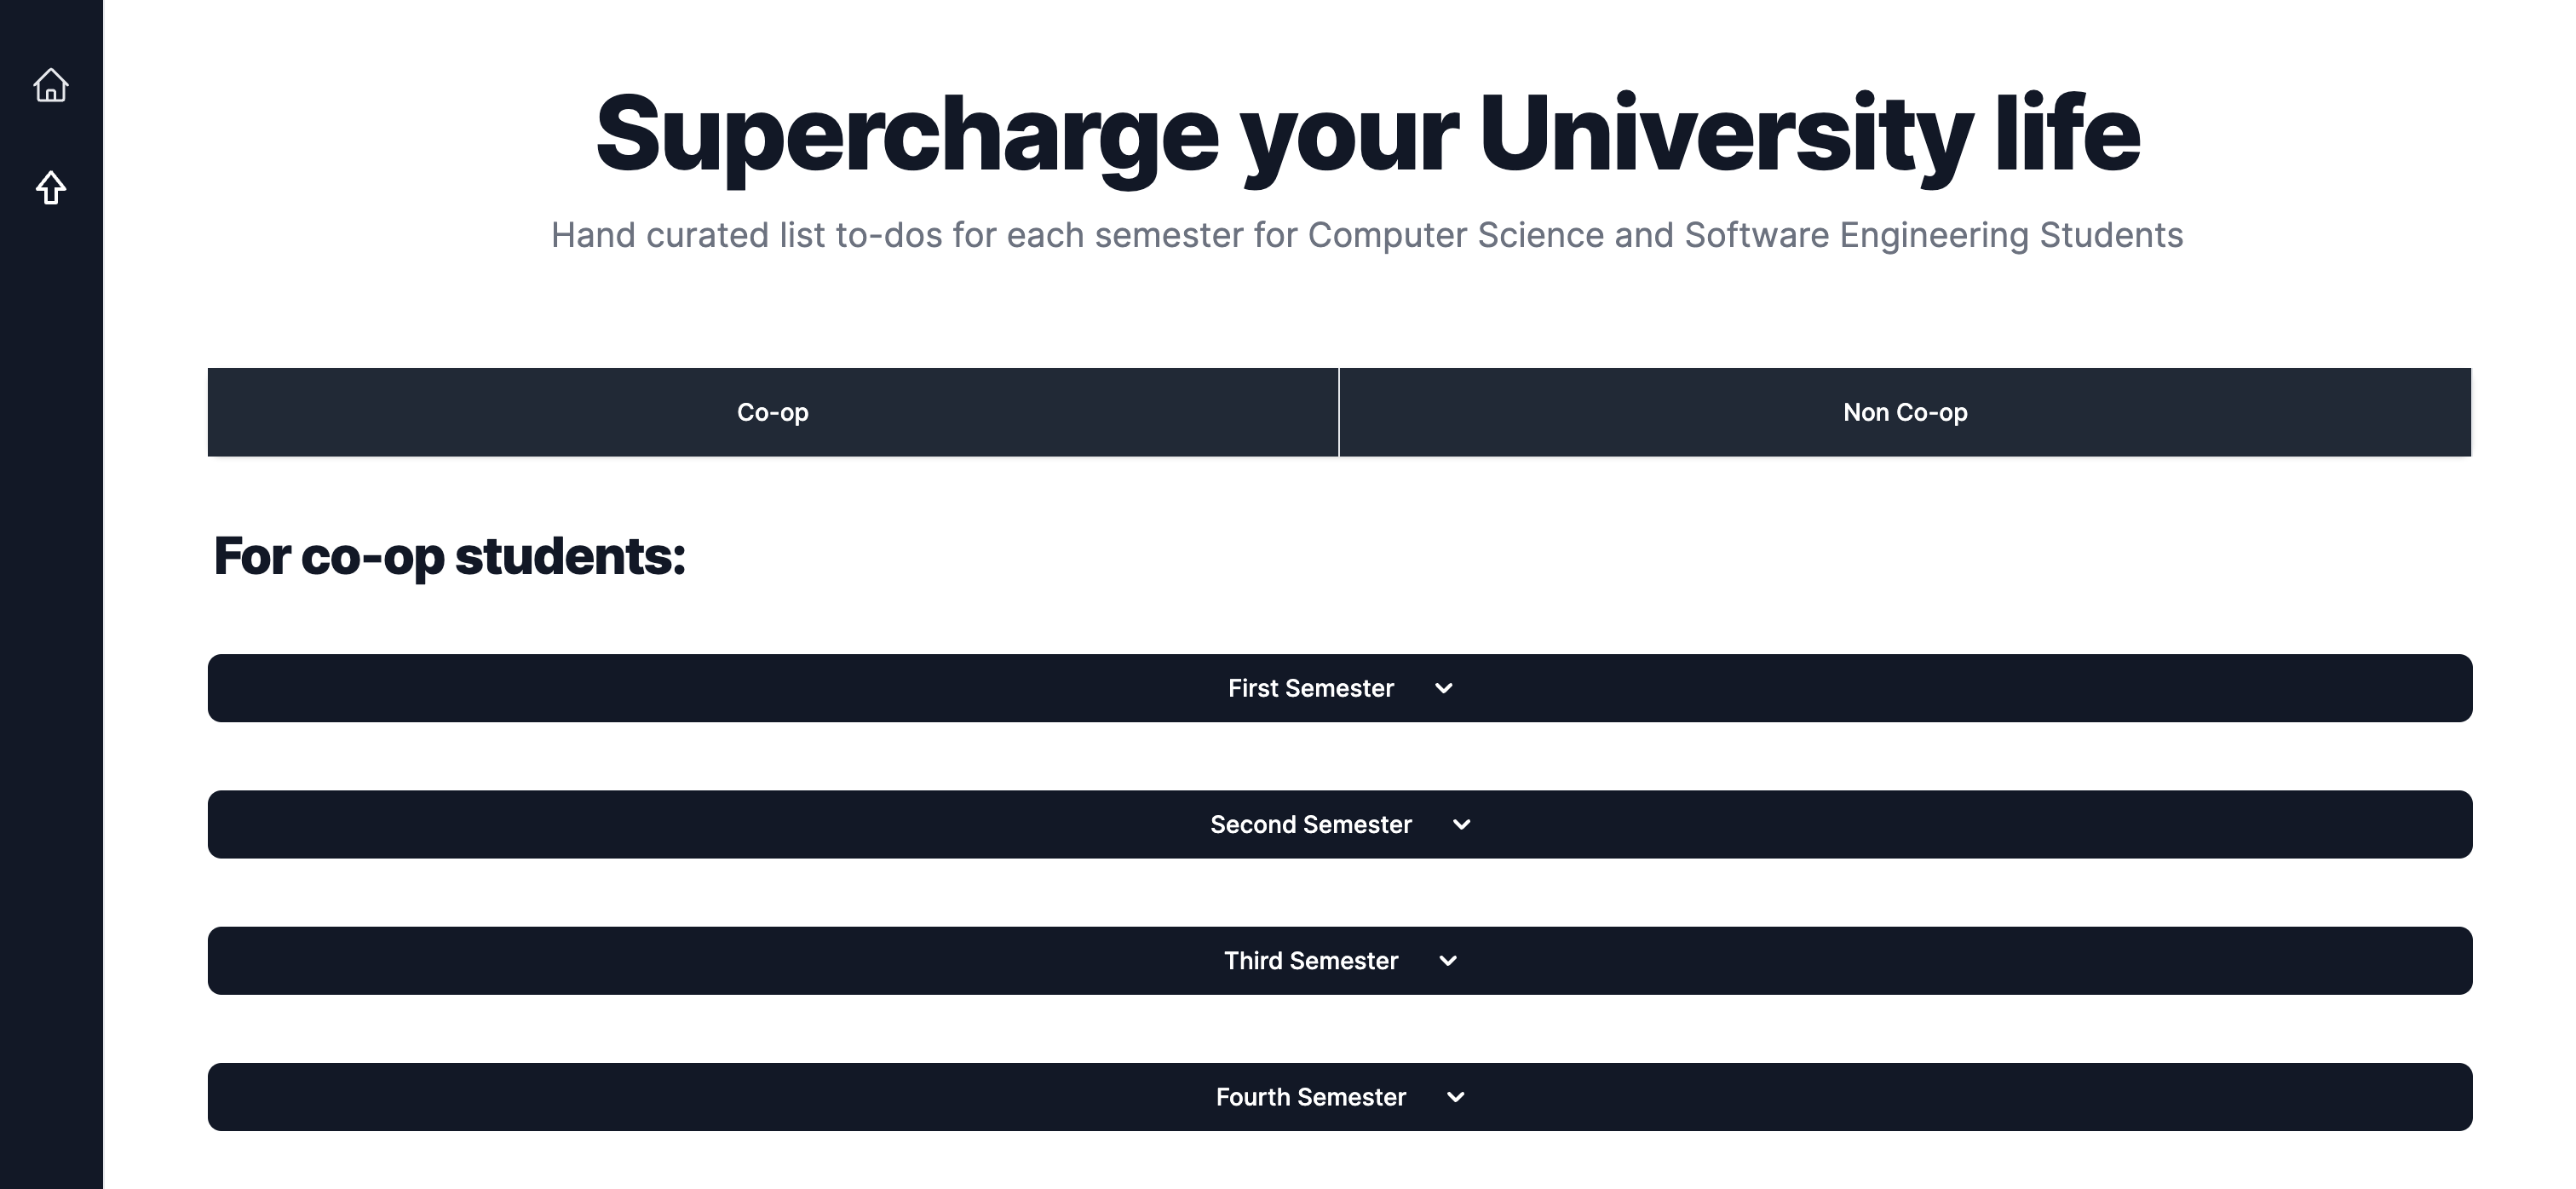 Supercharge your University life
Hand curated list to-dos for each semester for Computer Science and Software Engineering Students
Co-op
Non Co-op
For co-op students:
First Semester
Second Semester
Third Semester
Fourth Semester